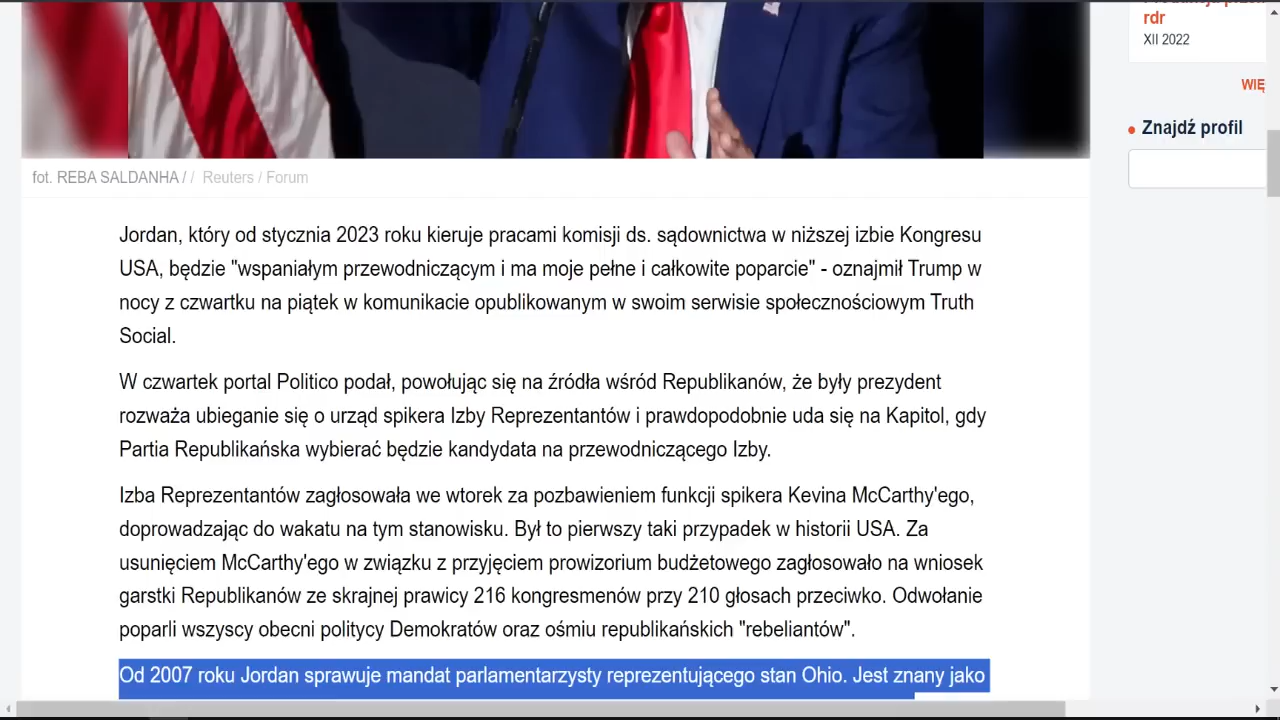 rdr
XII 2022
WIĘ
Znajdź profil
fot. REBA SALDANHA / / Reuters / Forum
Jordan, który od stycznia 2023 roku kieruje pracami komisji ds. sądownictwa w niższej izbie Kongresu
USA, będzie "wspaniałym przewodniczącym i ma moje pełne i całkowite poparcie" - oznajmił Trump w
nocy z czwartku na piątek w komunikacie opublikowanym w swoim serwisie społecznościowym Truth
Social.
W czwartek portal Politico podał, powołując się na źródła wśród Republikanów, że były prezydent
rozważa ubieganie się o urząd spikera Izby Reprezentantów i prawdopodobnie uda się na Kapitol, gdy
Partia Republikańska wybierać będzie kandydata na przewodniczącego Izby.
Izba Reprezentantów zagłosowała we wtorek za pozbawieniem funkcji spikera Kevina McCarthy'ego,
doprowadzając do wakatu na tym stanowisku. Był to pierwszy taki przypadek w historii USA. Za
usunięciem McCarthy'ego w związku z przyjęciem prowizorium budżetowego zagłosowało na wniosek
garstki Republikanów ze skrajnej prawicy 216 kongresmenów przy 210 głosach przeciwko. Odwołanie
poparli wszyscy obecni politycy Demokratów oraz ośmiu republikańskich "rebeliantów".
Od 2007 roku Jordan sprawuje mandat parlamentarzysty reprezentującego stan Ohio. Jest znany jako